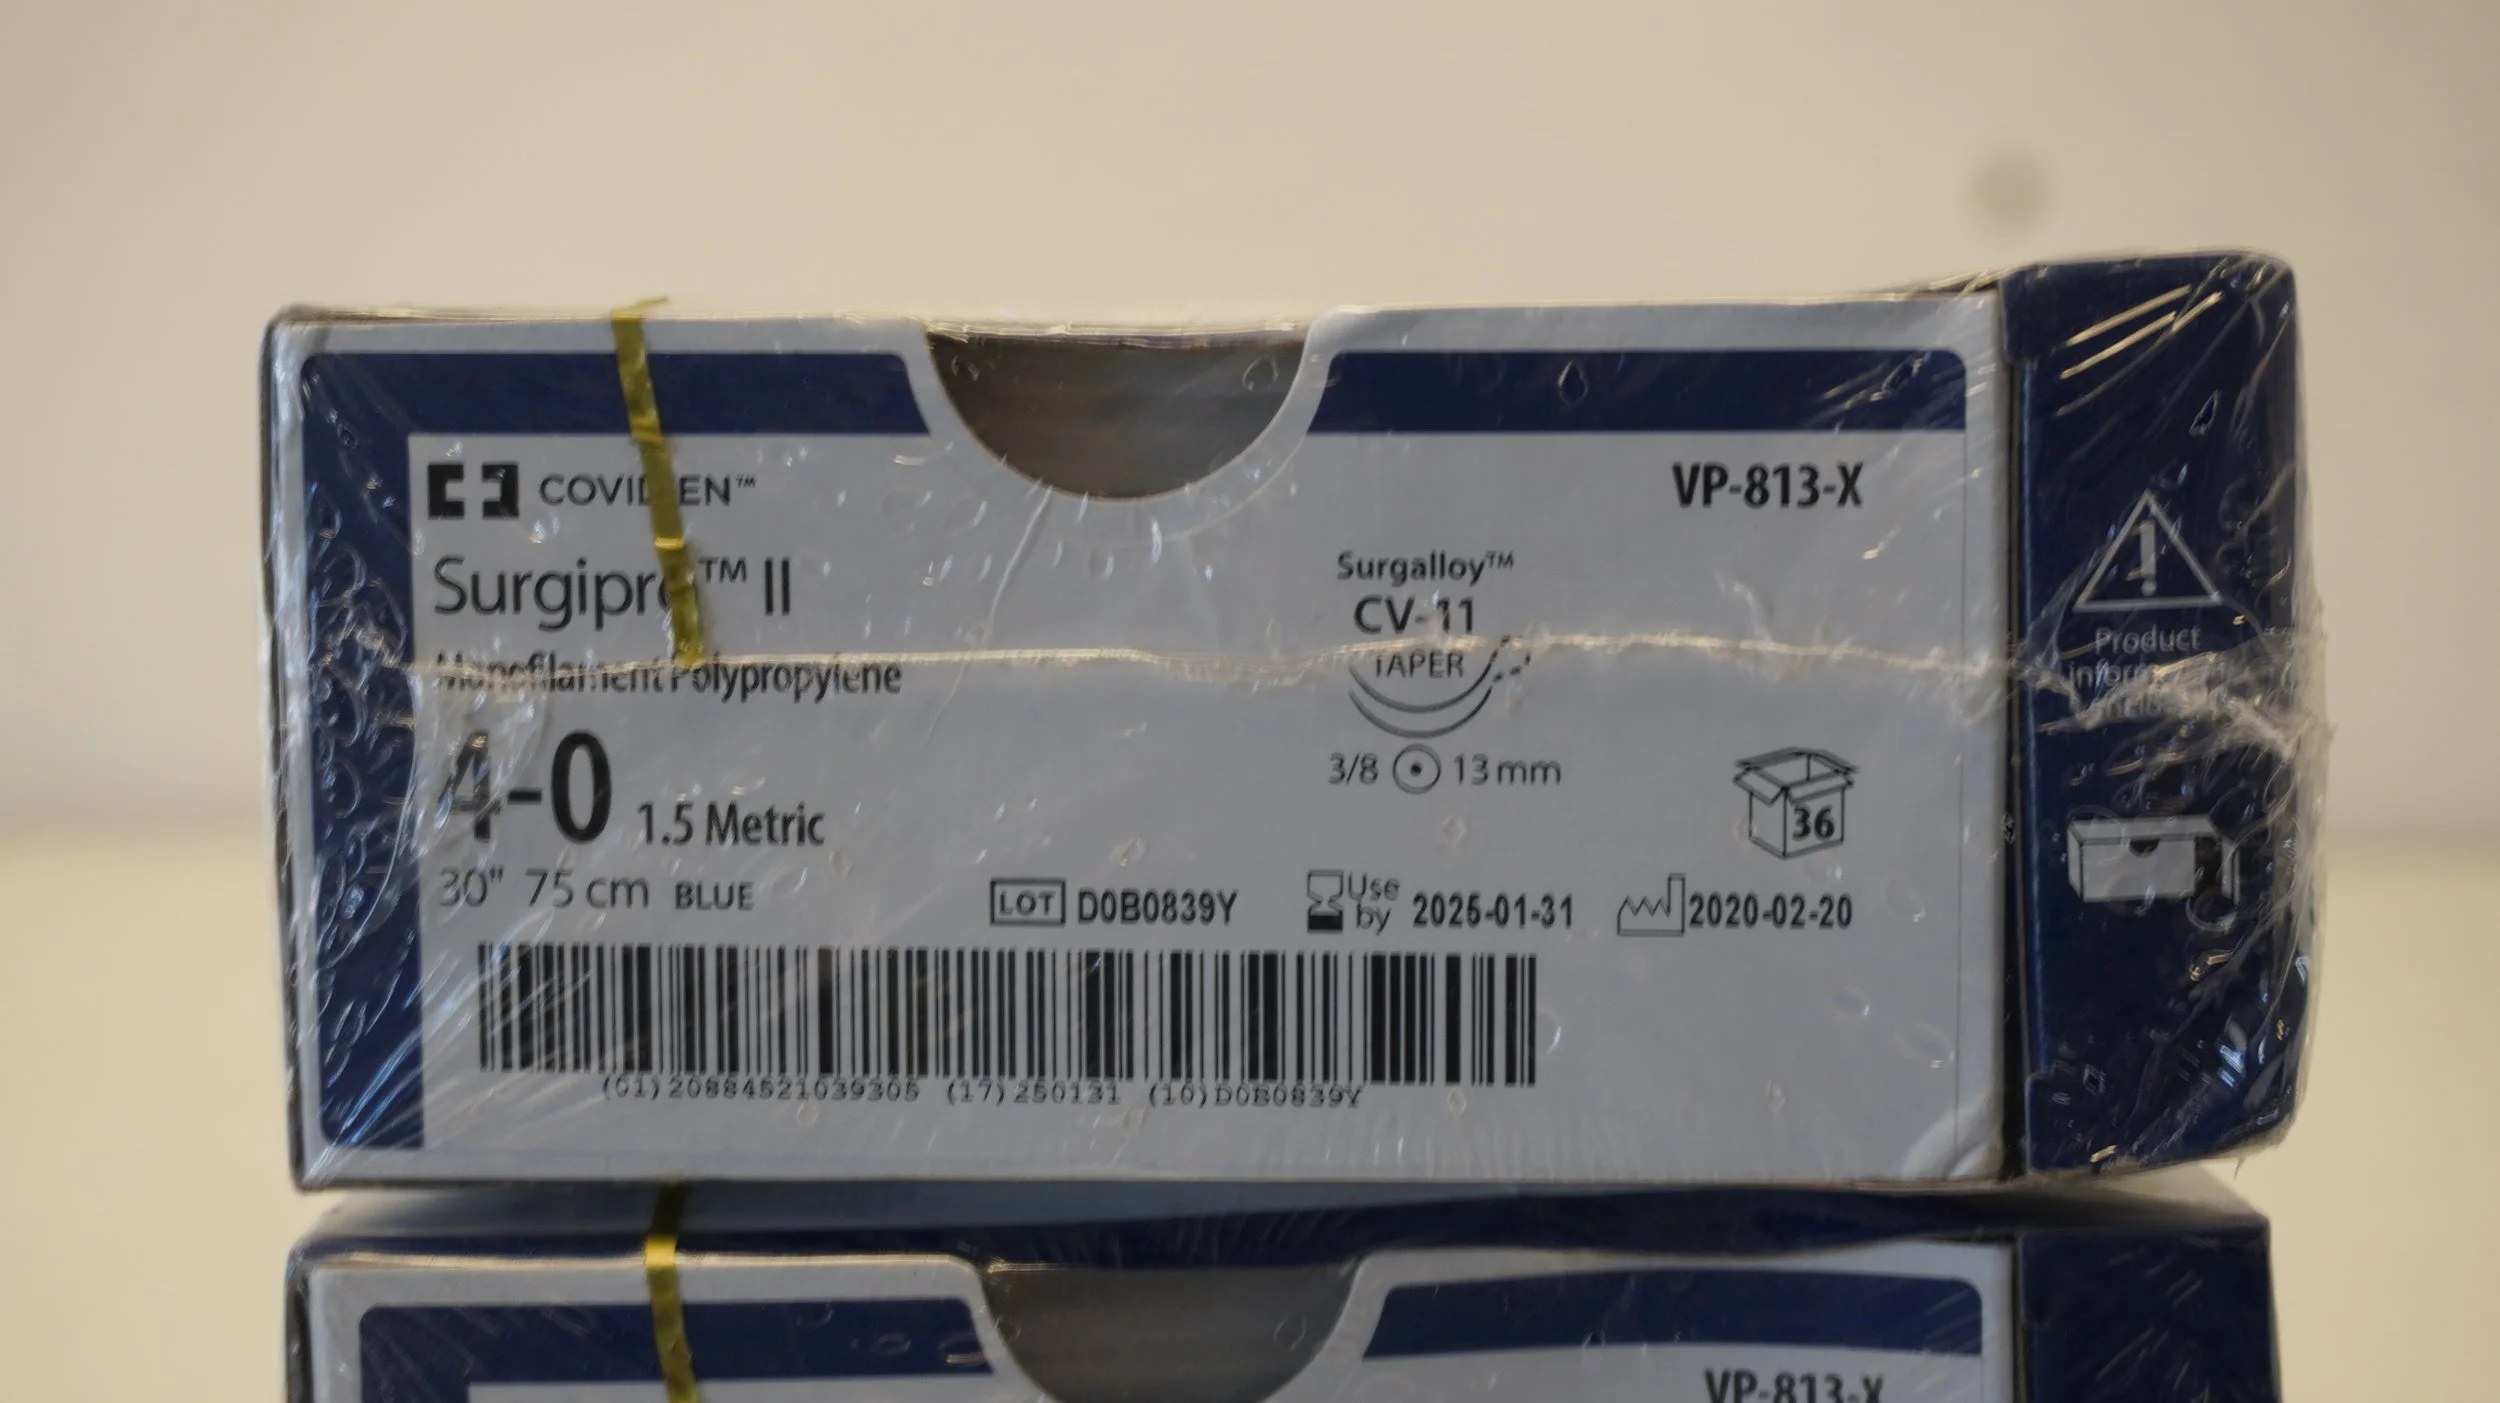 COVIDIEN™
VP-813-X
Surgipro™ II
Surgalloy™
CV-11
TAPER
Monofilament Polypropylene
4-0 1.5 Metric
3/8 13 mm
36
30" 75 cm BLUE
LOT D0B0839Y
Use by 2025-01-31
2020-02-20
(01)20884521039305 (17)250131 (10)D0B0839Y
Product
VP-813-X